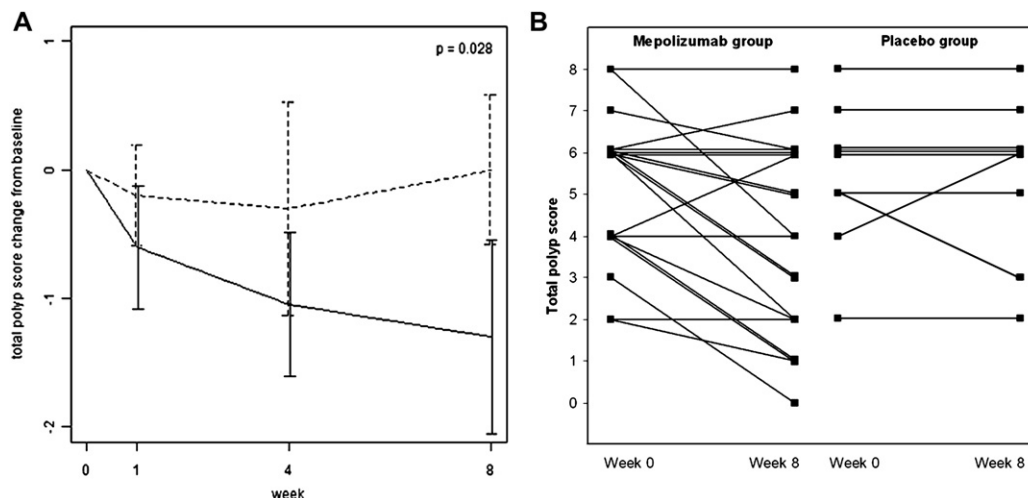 A
p = 0.028
total polyp score change from baseline
1
0
-1
-2
0
1
4
8
week
B
Mepolizumab group
Placebo group
Total polyp score
8
7
6
5
4
3
2
1
0
Week 0
Week 8
Week 0
Week 8